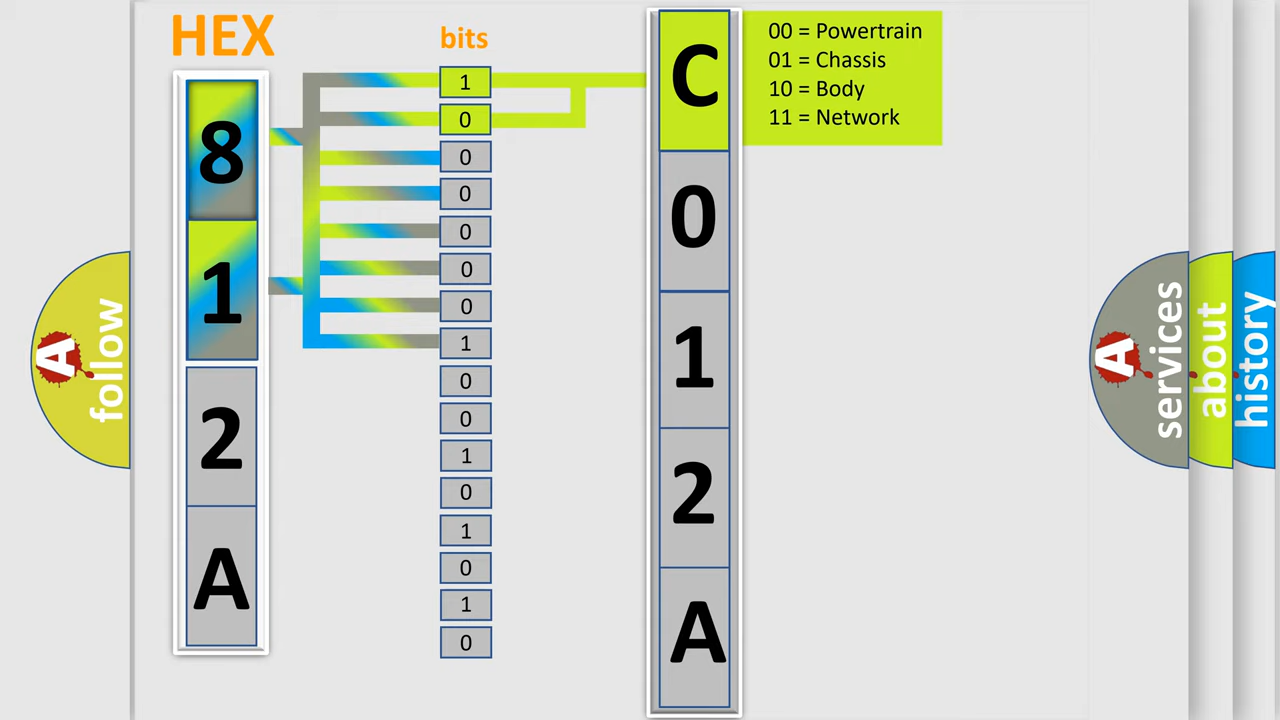 HEX
bits
8
1
2
A
1
0
0
0
0
0
0
1
0
0
1
0
1
0
1
0
C
0
1
2
A
00 = Powertrain
01 = Chassis
10 = Body
11 = Network
A
follow
A
services
about
history